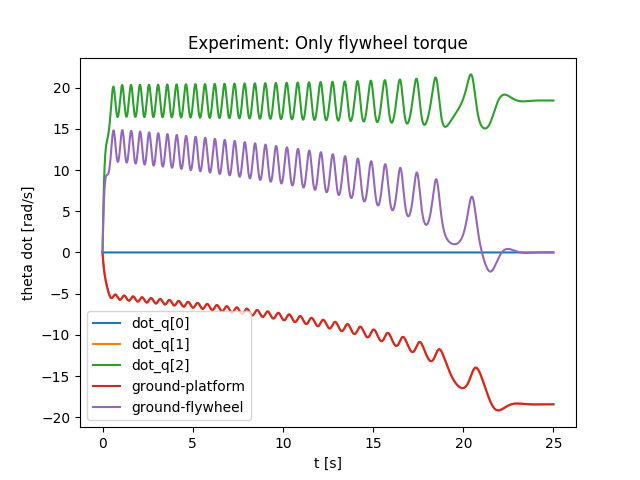 Experiment: Only flywheel torque
theta dot [rad/s]
20
15
10
5
0
−5
−10
−15
−20
dot_q[0]
dot_q[1]
dot_q[2]
ground-platform
ground-flywheel
0
5
10
15
20
25
t [s]